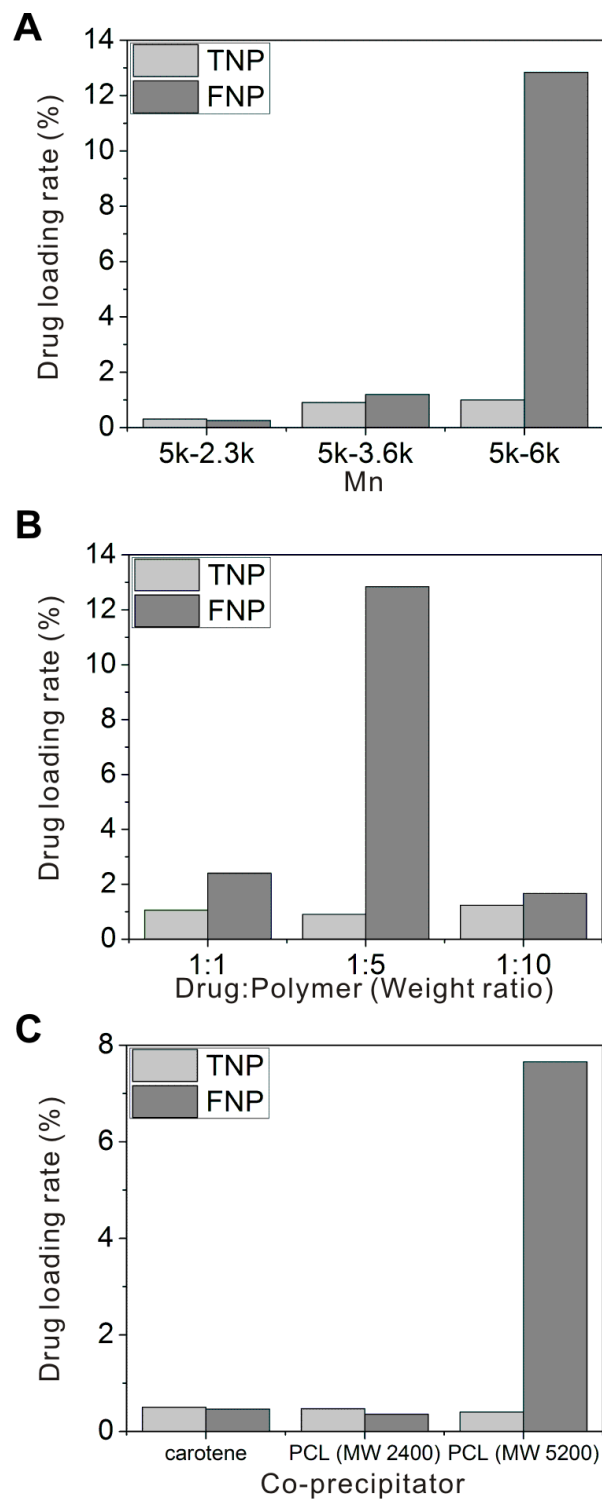 A
TNP
FNP
Drug loading rate (%)
14
12
10
8
6
4
2
0
5k-2.3k 5k-3.6k 5k-6k
Mn
B
TNP
FNP
Drug loading rate (%)
14
12
10
8
6
4
2
0
1:1 1:5 1:10
Drug:Polymer (Weight ratio)
C
TNP
FNP
Drug loading rate (%)
8
6
4
2
0
carotene PCL (MW 2400) PCL (MW 5200)
Co-precipitator